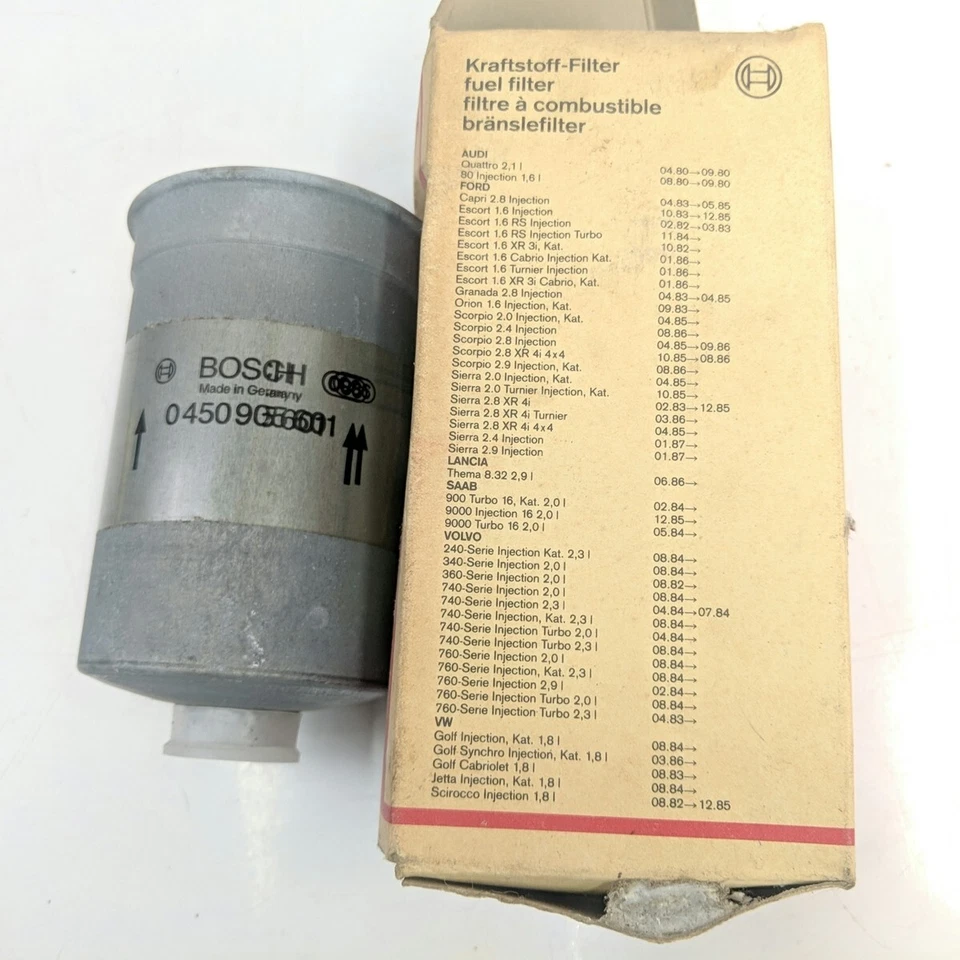 BOSCH
Made in Germany
0 450 905 601
Kraftstoff-Filter
fuel filter
filtre à combustible
bränslefilter
AUDI
Quattro 2,1 l 04.80→09.80
80 Injection 1,6 l 08.80→09.80
FORD
Capri 2.8 Injection 04.83→05.85
Escort 1.6 Injection 10.83→12.85
Escort 1.6 RS Injection 02.82→03.83
Escort 1.6 RS Injection Turbo 11.84→
Escort 1.6 XR 3i, Kat. 10.82→
Escort 1.6 Cabrio Injection Kat. 01.86→
Escort 1.6 Turnier Injection 01.86→
Escort 1.6 XR 3i Cabrio, Kat. 01.86→
Granada 2.8 Injection 04.83→04.85
Orion 1.6 Injection, Kat. 09.83→
Scorpio 2.0 Injection, Kat. 04.85→
Scorpio 2.4 Injection 08.86→
Scorpio 2.8 Injection 04.85→09.86
Scorpio 2.8 XR 4i 4x4 10.85→08.86
Scorpio 2.9 Injection, Kat. 08.86→
Sierra 2.0 Injection, Kat. 04.85→
Sierra 2.0 Turnier Injection, Kat. 10.85→
Sierra 2.8 XR 4i 02.83→12.85
Sierra 2.8 XR 4i Turnier 03.86→
Sierra 2.8 XR 4i 4x4 04.85→
Sierra 2.4 Injection 01.87→
Sierra 2.9 Injection 01.87→
LANCIA
Thema 8.32 2,9 l 06.86→
SAAB
900 Turbo 16, Kat. 2,0 l 02.84→
9000 Injection 16 2,0 l 12.85→
9000 Turbo 16 2,0 l 05.84→
VOLVO
240-Serie Injection Kat. 2,3 l 08.84→
340-Serie Injection 2,0 l 08.84→
360-Serie Injection 2,0 l 08.82→
740-Serie Injection 2,0 l 08.84→
740-Serie Injection 2,3 l 04.84→07.84
740-Serie Injection, Kat. 2,3 l 08.84→
740-Serie Injection Turbo 2,0 l 04.84→
740-Serie Injection Turbo 2,3 l 08.84→
760-Serie Injection 2,0 l 08.84→
760-Serie Injection, Kat. 2,3 l 08.84→
760-Serie Injection 2,9 l 02.84→
760-Serie Injection Turbo 2,0 l 08.84→
760-Serie Injection Turbo 2,3 l 04.83→
VW
Golf Injection, Kat. 1,8 l 08.84→
Golf Synchro Injection, Kat. 1,8 l 03.86→
Golf Cabriolet 1,8 l 08.83→
Jetta Injection, Kat. 1,8 l 08.84→
Scirocco Injection 1,8 l 08.82→12.85